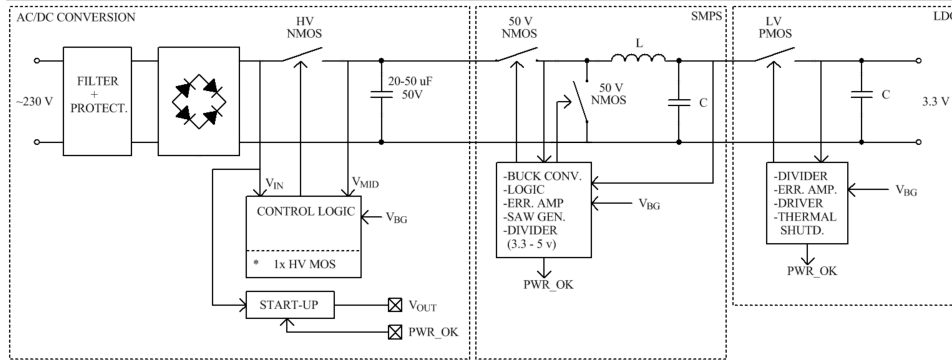 AC/DC CONVERSION
HV
NMOS
FILTER
+
PROTECT.
~230 V
20-50 uF
50V
VIN
VMID
CONTROL LOGIC
VBG
* 1x HV MOS
START-UP
VOUT
PWR_OK
SMPS
50 V
NMOS
L
50 V
NMOS
C
-BUCK CONV.
-LOGIC
-ERR. AMP
-SAW GEN.
-DIVIDER
(3.3 - 5 v)
VBG
PWR_OK
LV
PMOS
C
3.3 V
-DIVIDER
-ERR. AMP.
-DRIVER
-THERMAL
SHUTD.
VBG
PWR_OK